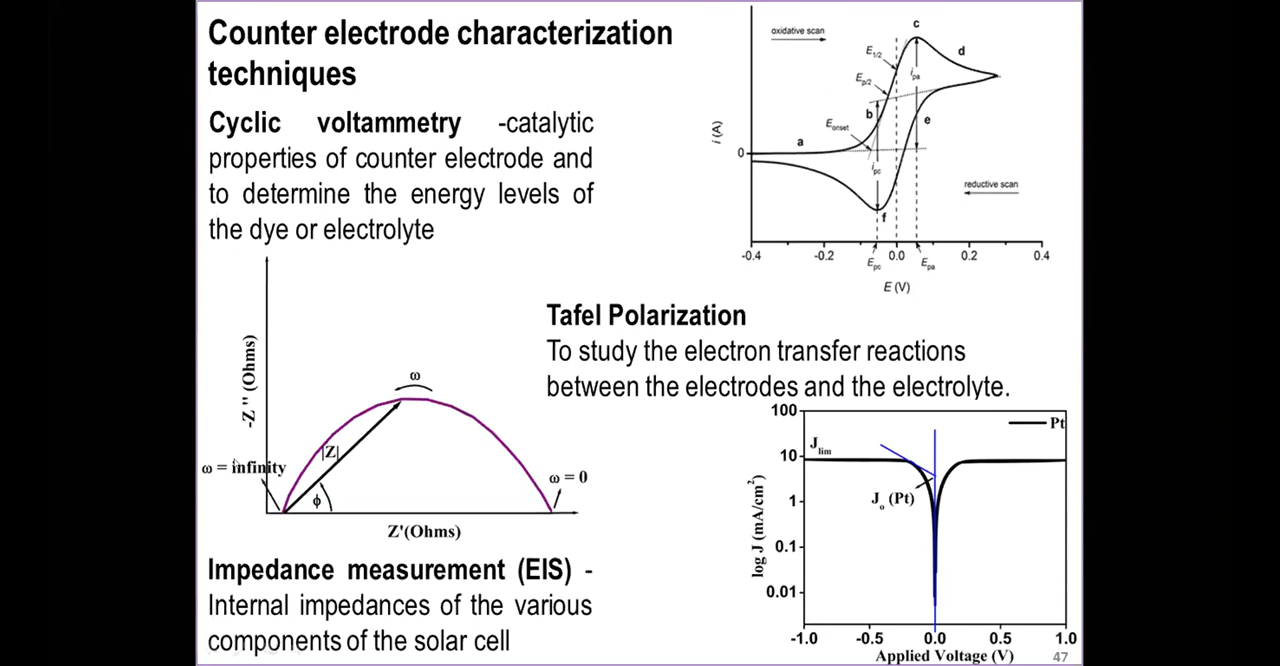 Counter electrode characterization
techniques
Cyclic voltammetry -catalytic
properties of counter electrode and
to determine the energy levels of
the dye or electrolyte
oxidative scan
c
d
E1/2
Ep/2
ipa
b
e
Eonset
a
i (A)
0
ipc
reductive scan
f
-0.4 -0.2 0.0 0.2 0.4
Epc Epa
E (V)
-Z '' (Ohms)
ω
|Z|
ω = infinity
ω = 0
ϕ
Z'(Ohms)
Tafel Polarization
To study the electron transfer reactions
between the electrodes and the electrolyte.
100
Pt
Jlim
10
Jo (Pt)
1
0.1
0.01
log J (mA/cm²)
-1.0 -0.5 0.0 0.5 1.0
Applied Voltage (V)
Impedance measurement (EIS) -
Internal impedances of the various
components of the solar cell
47